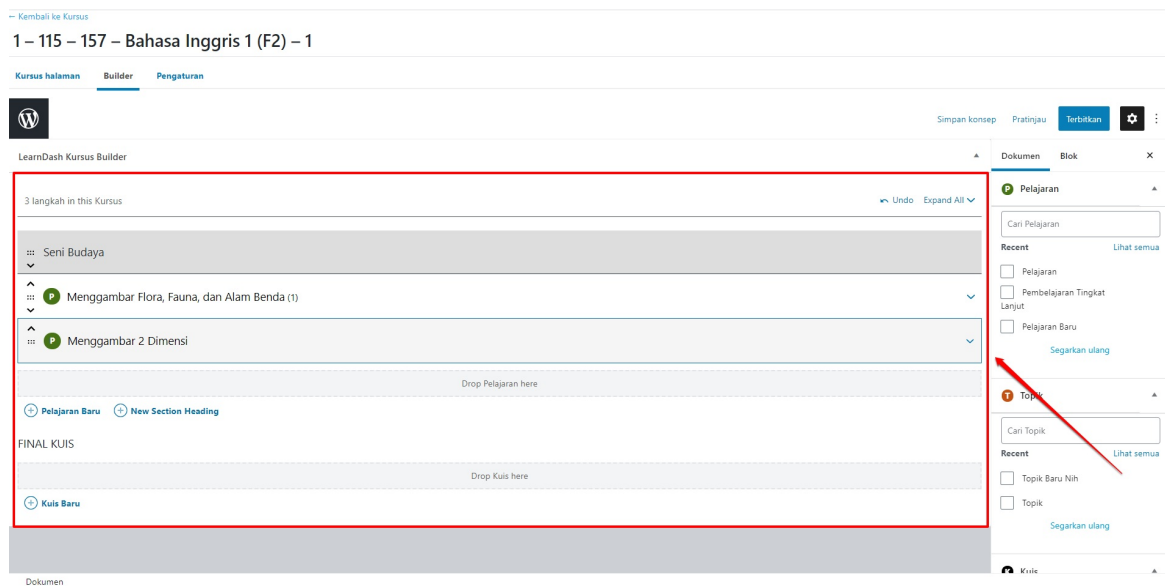 ← Kembali ke Kursus
1 – 115 – 157 – Bahasa Inggris 1 (F2) – 1
Kursus halaman Builder Pengaturan
Simpan konsep Pratinjau Terbitkan
LearnDash Kursus Builder
3 langkah in this Kursus
Undo Expand All
Seni Budaya
P Menggambar Flora, Fauna, dan Alam Benda (1)
P Menggambar 2 Dimensi
Drop Pelajaran here
Pelajaran Baru New Section Heading
FINAL KUIS
Drop Kuis here
Kuis Baru
Dokumen
Dokumen Blok
P Pelajaran
Cari Pelajaran
Recent Lihat semua
Pelajaran
Pembelajaran Tingkat
Lanjut
Pelajaran Baru
Segarkan ulang
T Topik
Cari Topik
Recent Lihat semua
Topik Baru Nih
Topik
Segarkan ulang
K Kuis